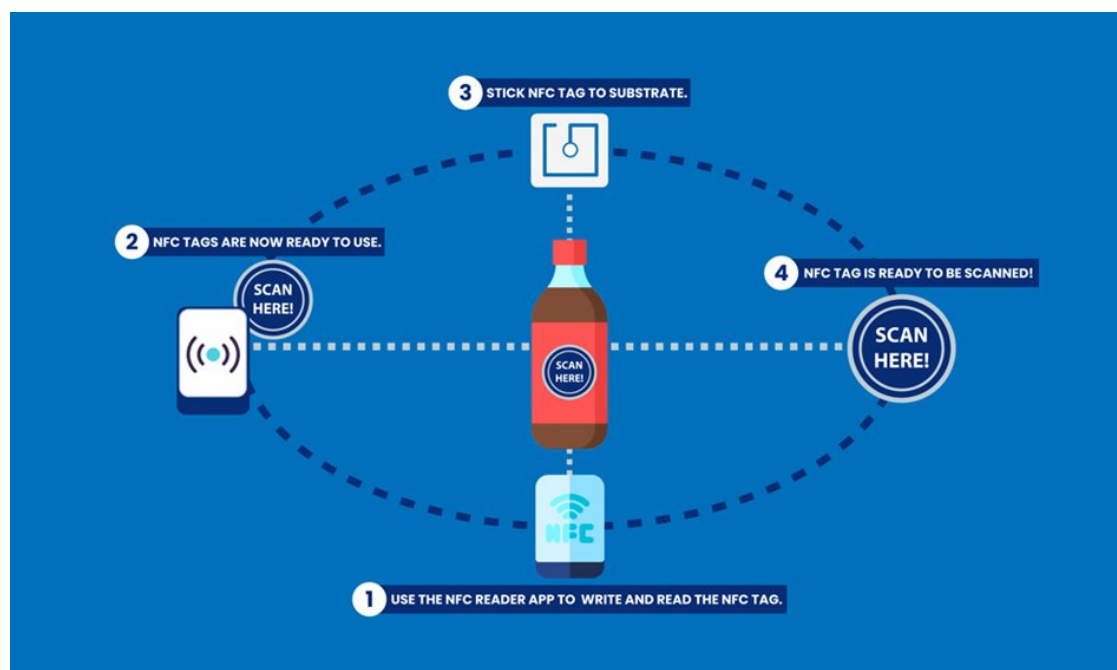 3 STICK NFC TAG TO SUBSTRATE.
2 NFC TAGS ARE NOW READY TO USE.
SCAN
HERE!
4 NFC TAG IS READY TO BE SCANNED!
SCAN
HERE!
SCAN
HERE!
NFC
1 USE THE NFC READER APP TO WRITE AND READ THE NFC TAG.